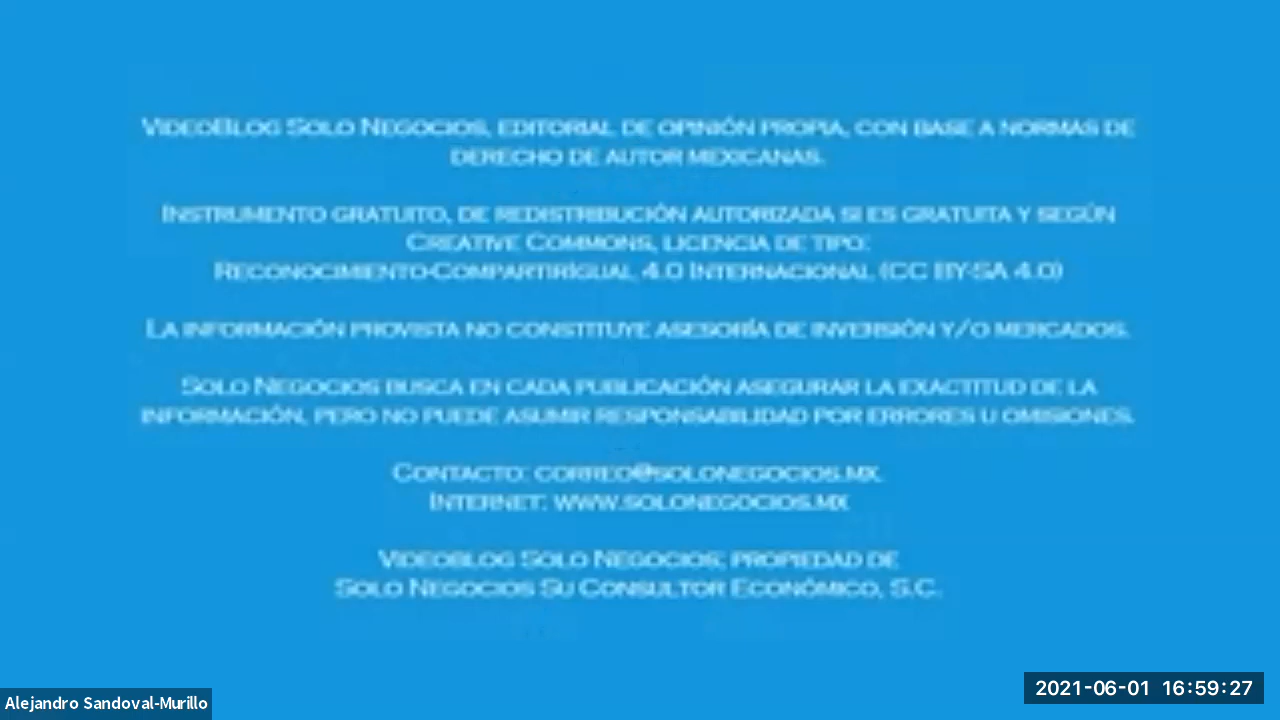 VideoBlog Solo Negocios, editorial de opinión propia, con base a normas de
derecho de autor mexicanas.
Instrumento gratuito, de redistribución autorizada si es gratuita y según
Creative Commons, licencia de tipo:
Reconocimiento-CompartirIgual 4.0 Internacional (CC BY-SA 4.0)
La información provista no constituye asesoría de inversión y/o mercados.
Solo Negocios busca en cada publicación asegurar la exactitud de la
información, pero no puede asumir responsabilidad por errores u omisiones.
Contacto: correo@solonegocios.mx
Internet: www.solonegocios.mx
Videoblog Solo Negocios; propiedad de
Solo Negocios Su Consultor Económico, S.C.
Alejandro Sandoval-Murillo
2021-06-01 16:59:27